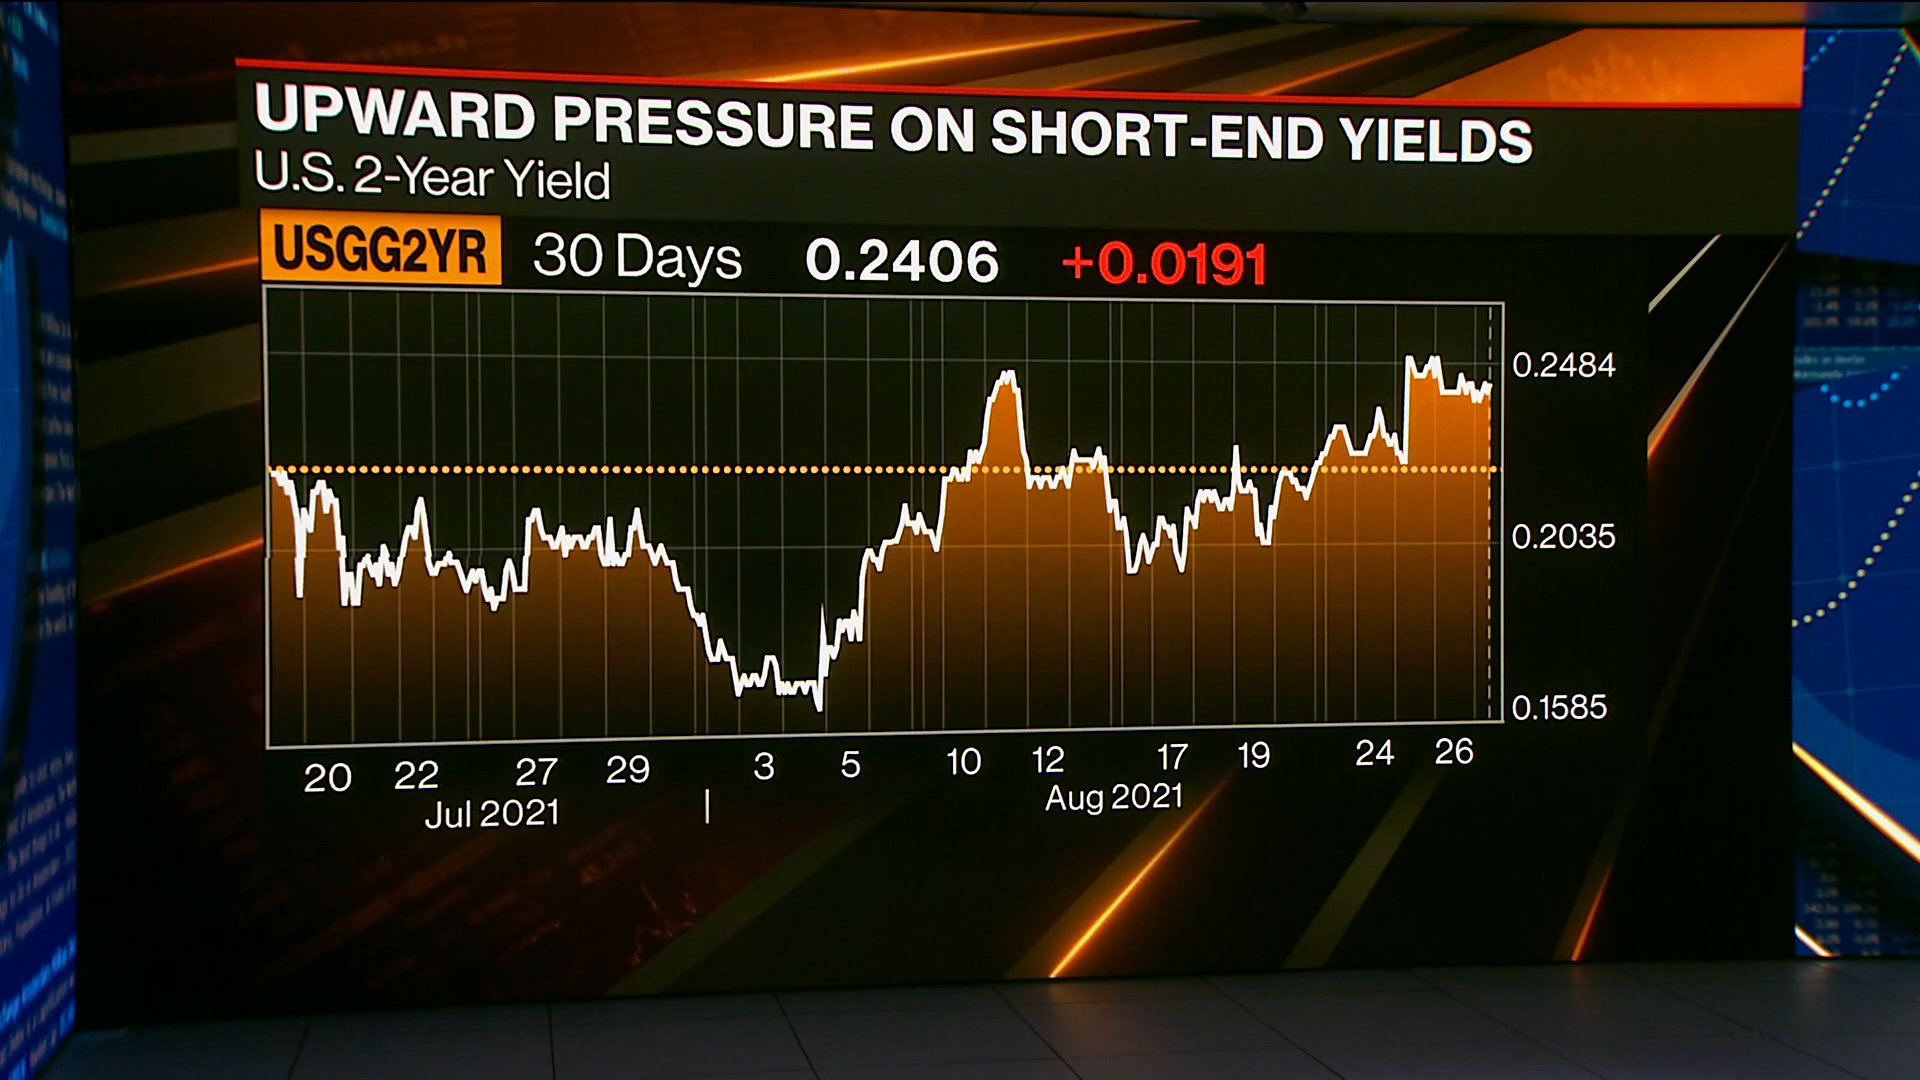 UPWARD PRESSURE ON SHORT-END YIELDS
U.S. 2-Year Yield
USGG2YR 30 Days 0.2406 +0.0191
0.2484
0.2035
0.1585
20 22 27 29 3 5 10 12 17 19 24 26
Jul 2021 | Aug 2021